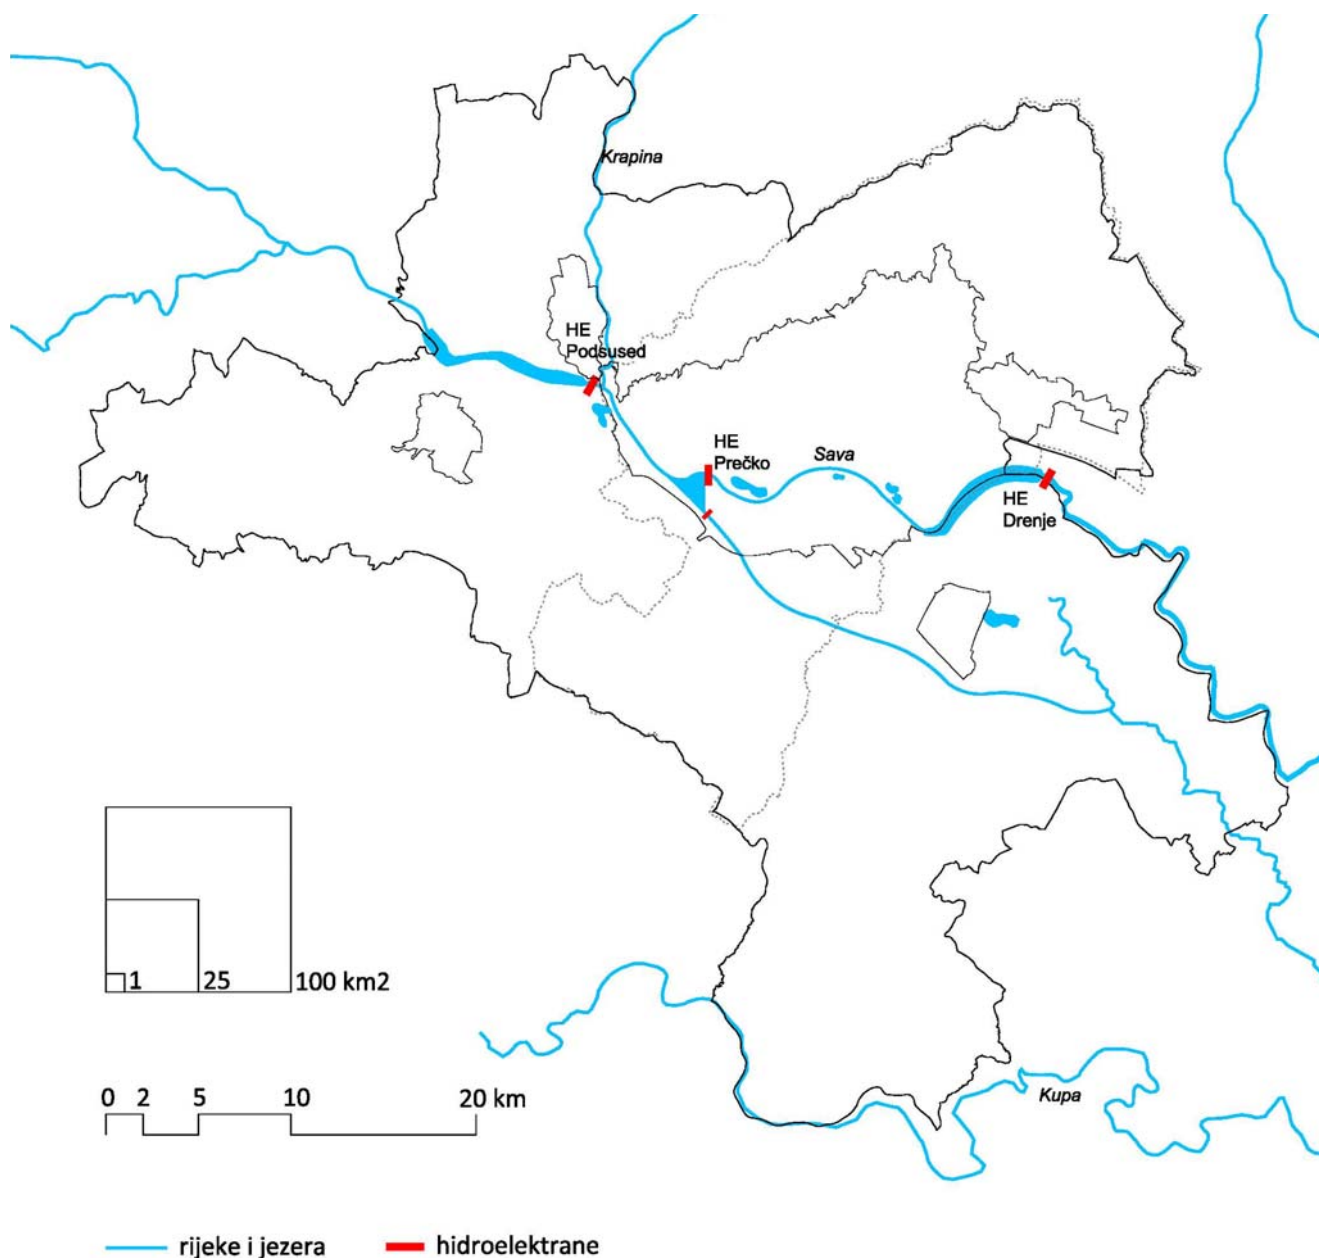 Krapina
HE
Podsused
HE
Prečko
Sava
HE
Drenje
1
25
100 km2
0 2 5 10 20 km
Kupa
rijeke i jezera
hidroelektrane